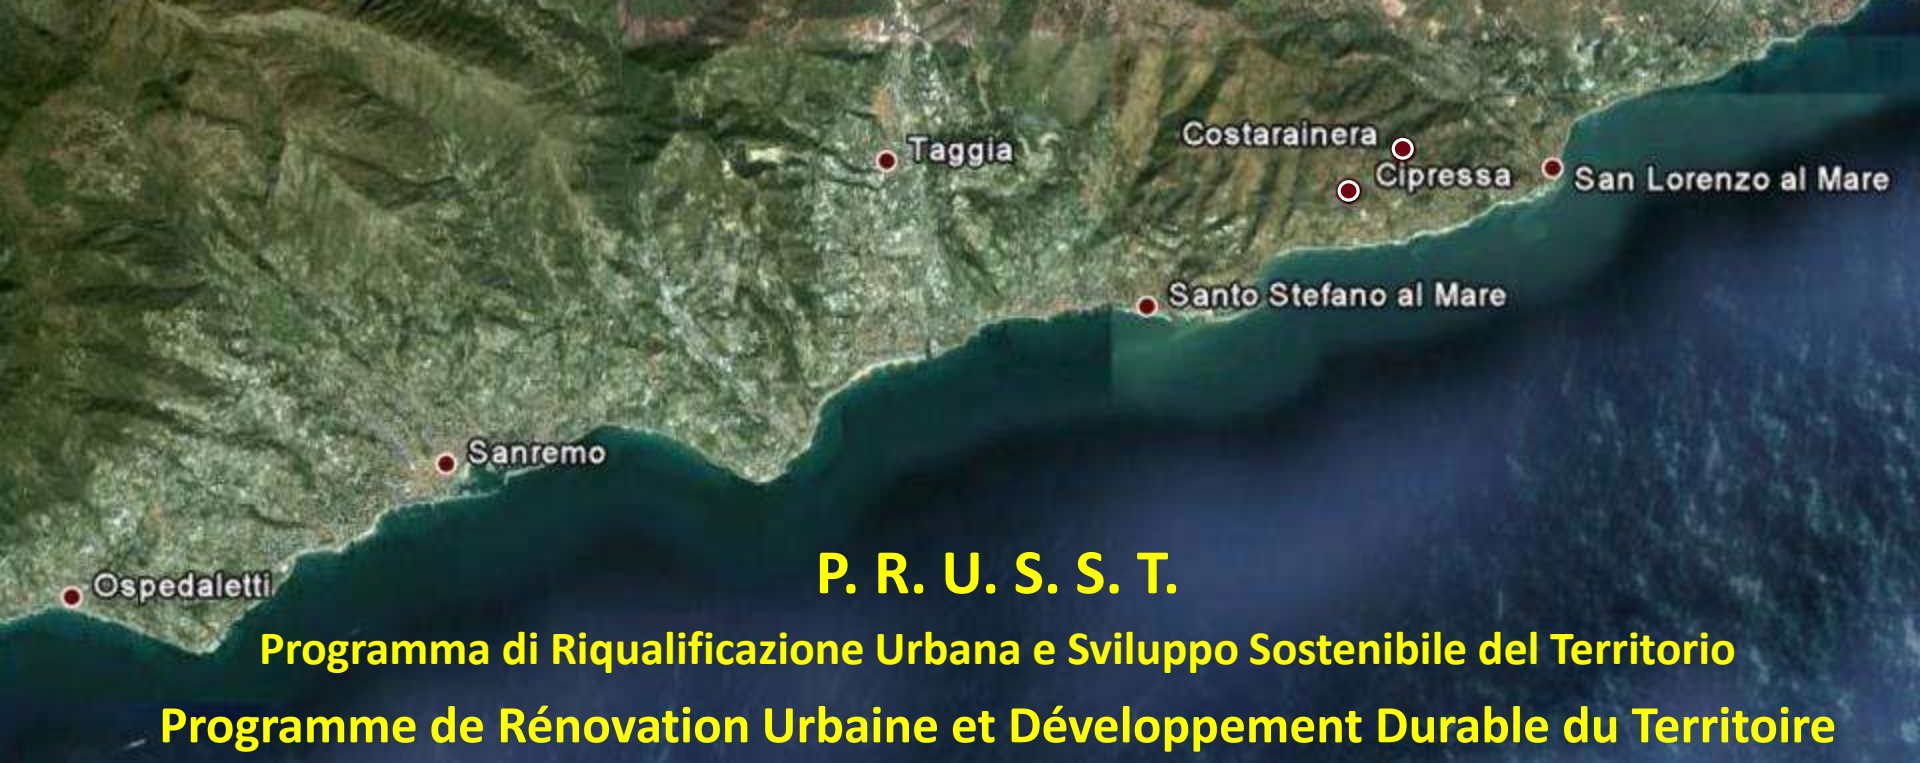 Costarainera
Taggia
Cipressa
San Lorenzo al Mare
Santo Stefano al Mare
Sanremo
Ospedaletti
P. R. U. S. S. T.
Programma di Riqualificazione Urbana e Sviluppo Sostenibile del Territorio
Programme de Rénovation Urbaine et Développement Durable du Territoire